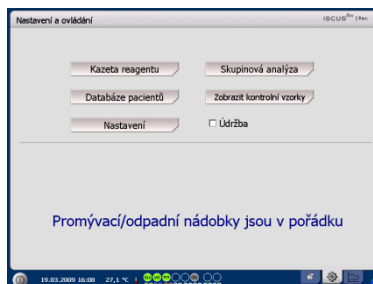 Nastavení a ovládání
ISCUS
Kazeta reagentu
Skupinová analýza
Databáze pacientů
Zobrazit kontrolní vzorky
Nastavení
Údržba
Promývací/odpadní nádobky jsou v pořádku
19.03.2009 16:08 27,1 °C